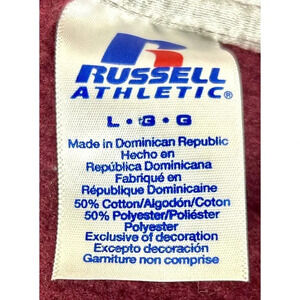 RUSSELL
ATHLETIC®
L • G • G
Made in Dominican Republic
Hecho en
República Dominicana
Fabriqué en
République Dominicaine
50% Cotton/Algodón/Coton
50% Polyester/Poliéster
Polyester
Exclusive of decoration
Excepto decoración
Garniture non comprise